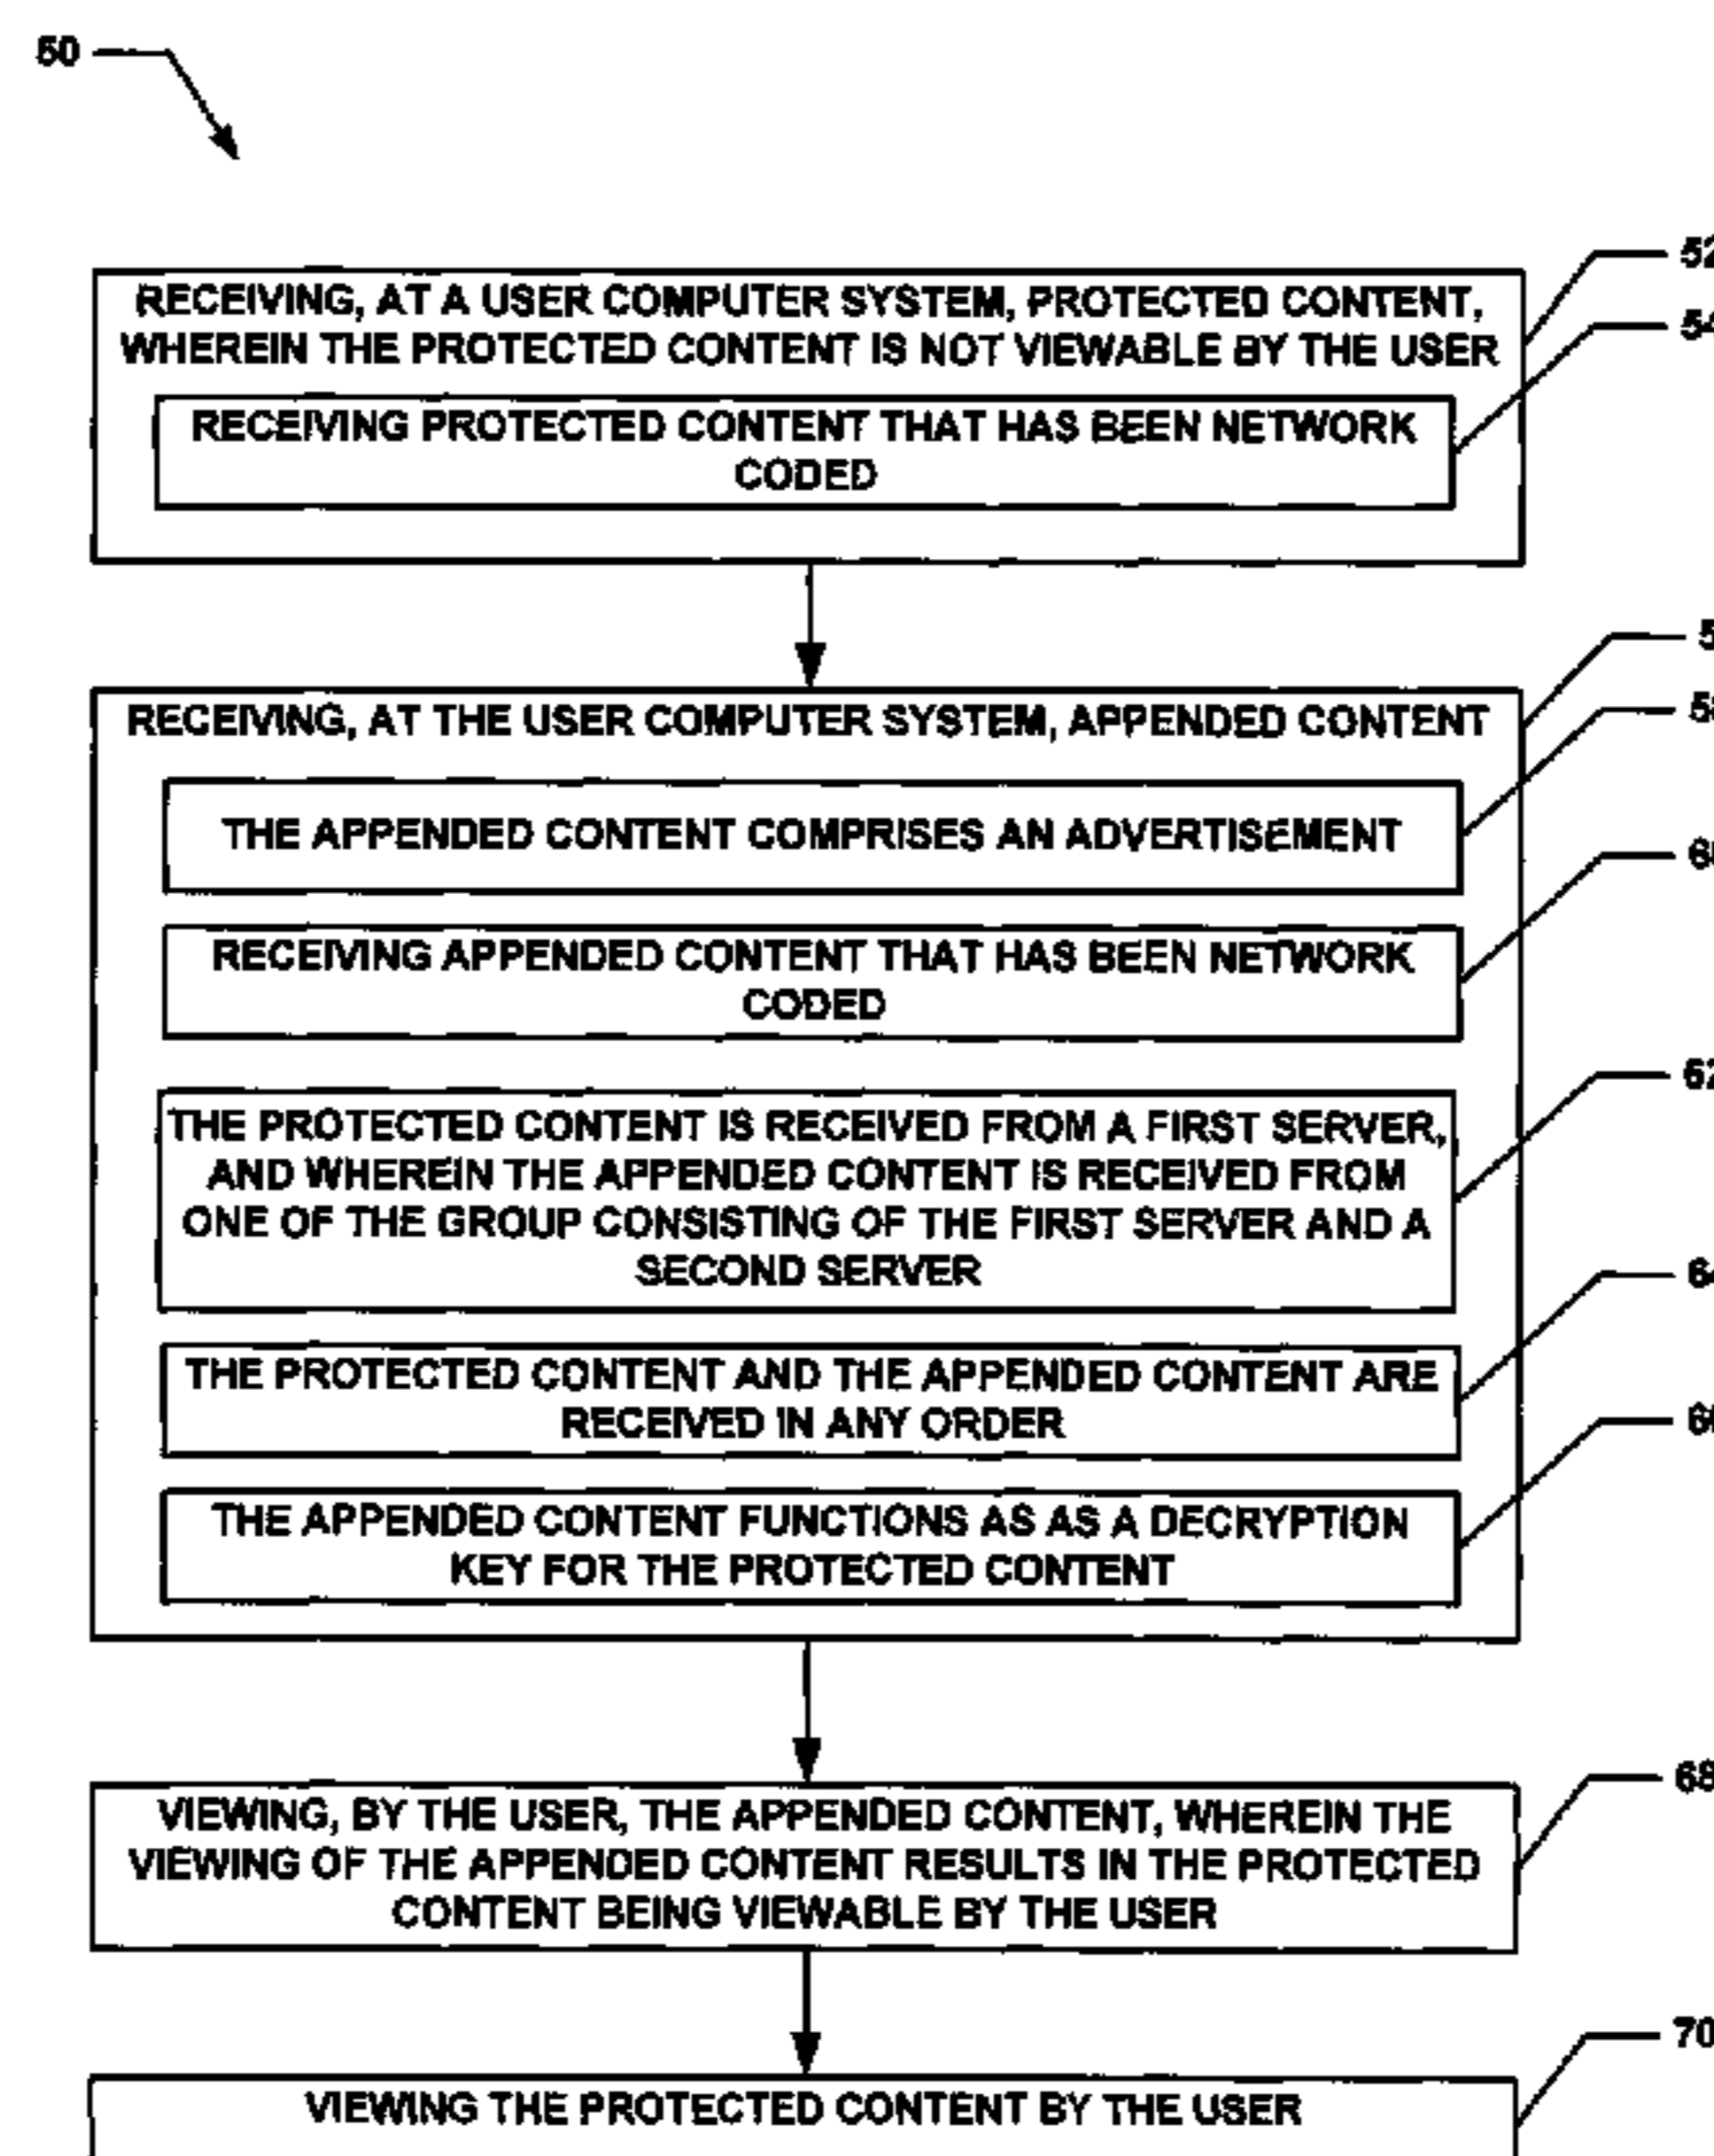 50
52
RECEIVING, AT A USER COMPUTER SYSTEM, PROTECTED CONTENT,
WHEREIN THE PROTECTED CONTENT IS NOT VIEWABLE BY THE USER
54
RECEIVING PROTECTED CONTENT THAT HAS BEEN NETWORK
CODED
RECEIVING, AT THE USER COMPUTER SYSTEM, APPENDED CONTENT
58
THE APPENDED CONTENT COMPRISES AN ADVERTISEMENT
60
RECEIVING APPENDED CONTENT THAT HAS BEEN NETWORK
CODED
62
THE PROTECTED CONTENT IS RECEIVED FROM A FIRST SERVER,
AND WHEREIN THE APPENDED CONTENT IS RECEIVED FROM
ONE OF THE GROUP CONSISTING OF THE FIRST SERVER AND A
SECOND SERVER
64
THE PROTECTED CONTENT AND THE APPENDED CONTENT ARE
RECEIVED IN ANY ORDER
66
THE APPENDED CONTENT FUNCTIONS AS AS A DECRYPTION
KEY FOR THE PROTECTED CONTENT
68
VIEWING, BY THE USER, THE APPENDED CONTENT, WHEREIN THE
VIEWING OF THE APPENDED CONTENT RESULTS IN THE PROTECTED
CONTENT BEING VIEWABLE BY THE USER
70
VIEWING THE PROTECTED CONTENT BY THE USER